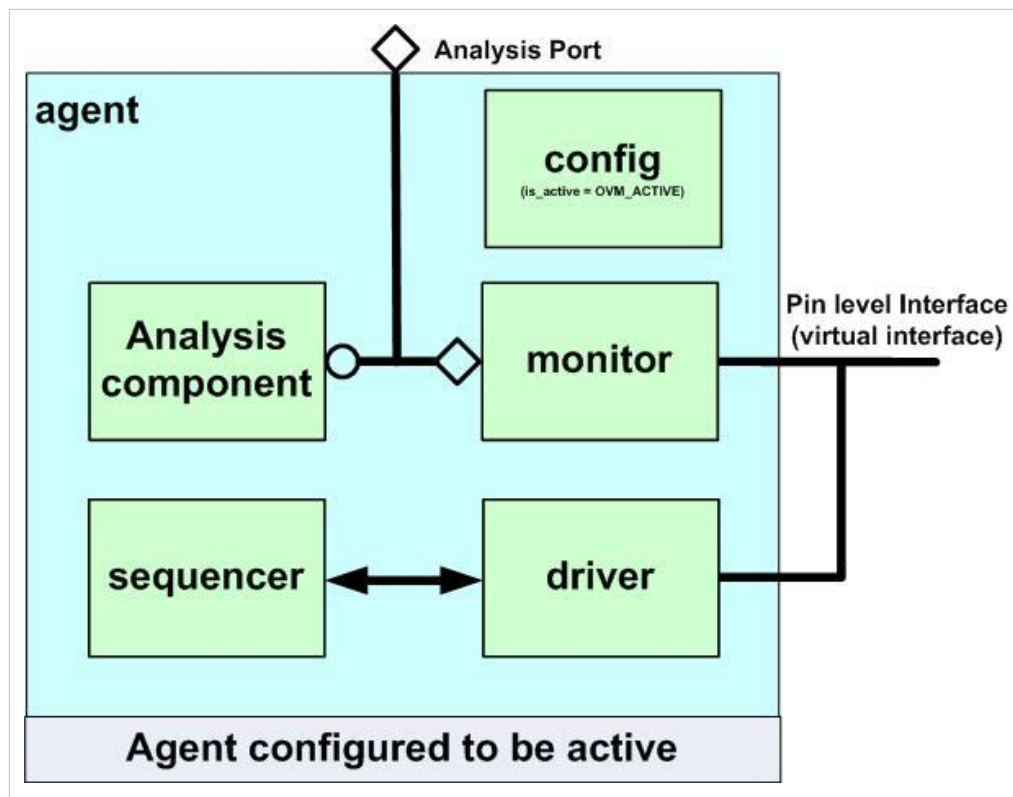 Analysis Port
agent
config
(is_active = OVM_ACTIVE)
Analysis
component
monitor
Pin level Interface
(virtual interface)
sequencer
driver
Agent configured to be active